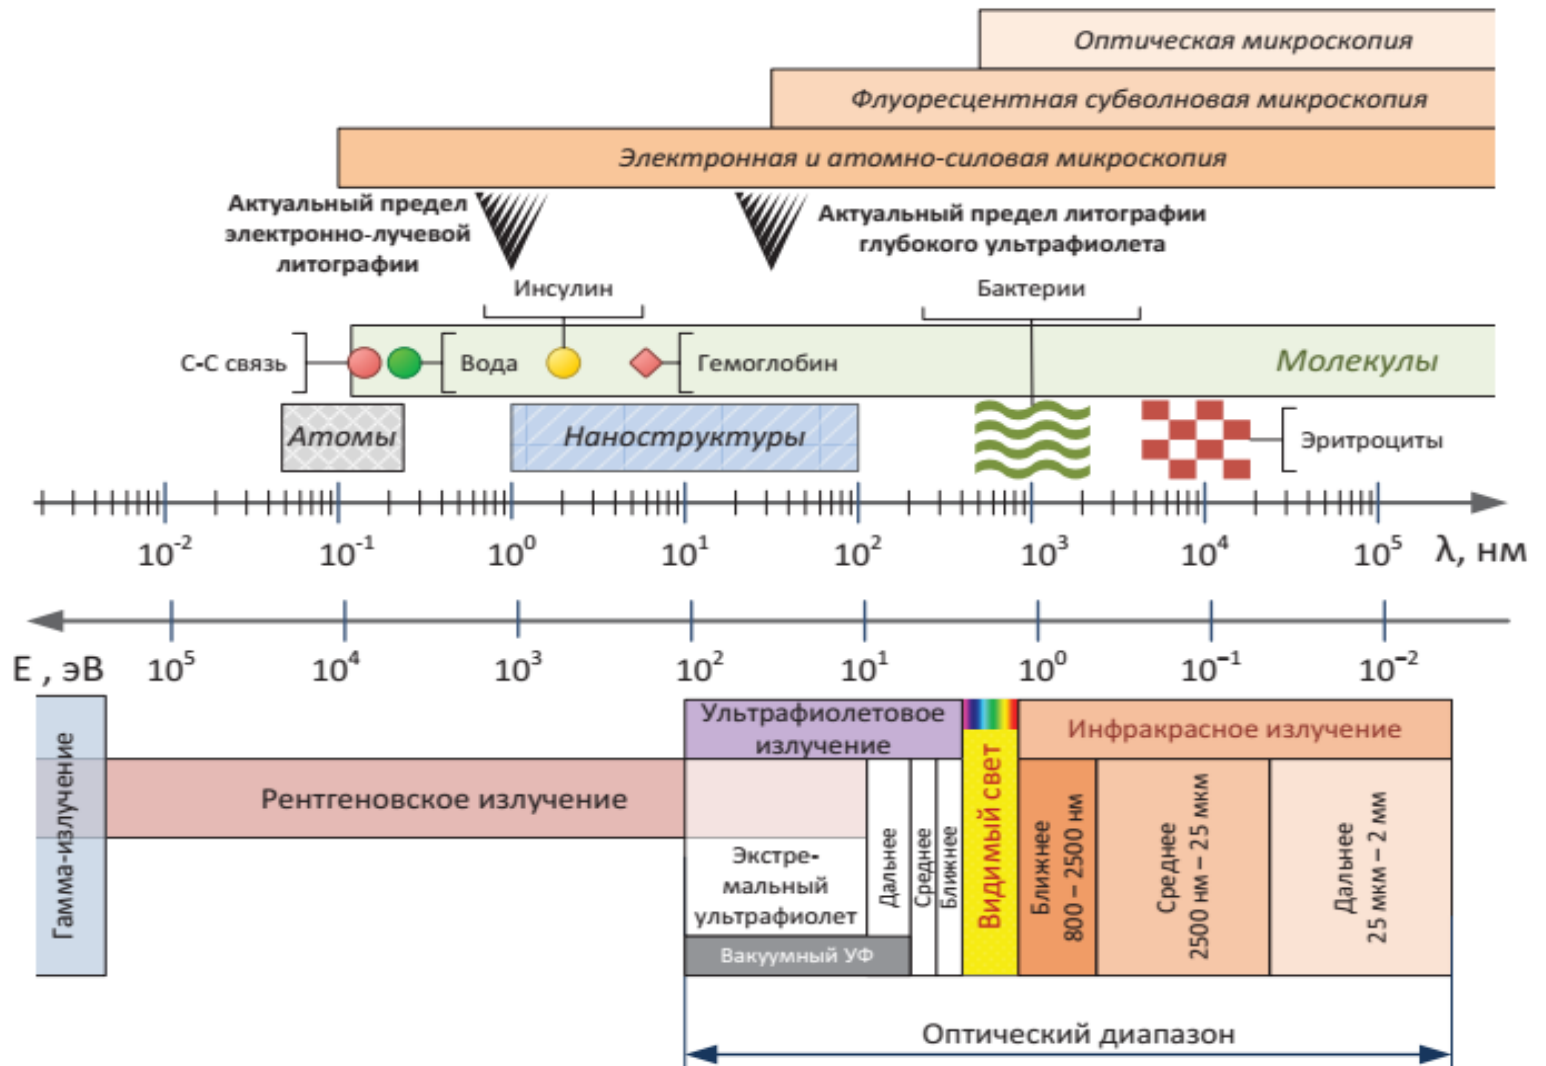 Оптическая микроскопия
Флуоресцентная субволновая микроскопия
Электронная и атомно-силовая микроскопия
Актуальный предел
электронно-лучевой
литографии
Актуальный предел литографии
глубокого ультрафиолета
Инсулин
Бактерии
С-С связь
Вода
Гемоглобин
Молекулы
Атомы
Наноструктуры
Эритроциты
10⁻² 10⁻¹ 10⁰ 10¹ 10² 10³ 10⁴ 10⁵ λ, нм
E , эВ 10⁵ 10⁴ 10³ 10² 10¹ 10⁰ 10⁻¹ 10⁻²
Гамма-излучение
Рентгеновское излучение
Ультрафиолетовое
излучение
Экстре-
мальный
ультрафиолет
Вакуумный УФ
Дальнее
Среднее
Ближнее
Видимый свет
Инфракрасное излучение
Ближнее
800 – 2500 нм
Среднее
2500 нм – 25 мкм
Дальнее
25 мкм – 2 мм
Оптический диапазон